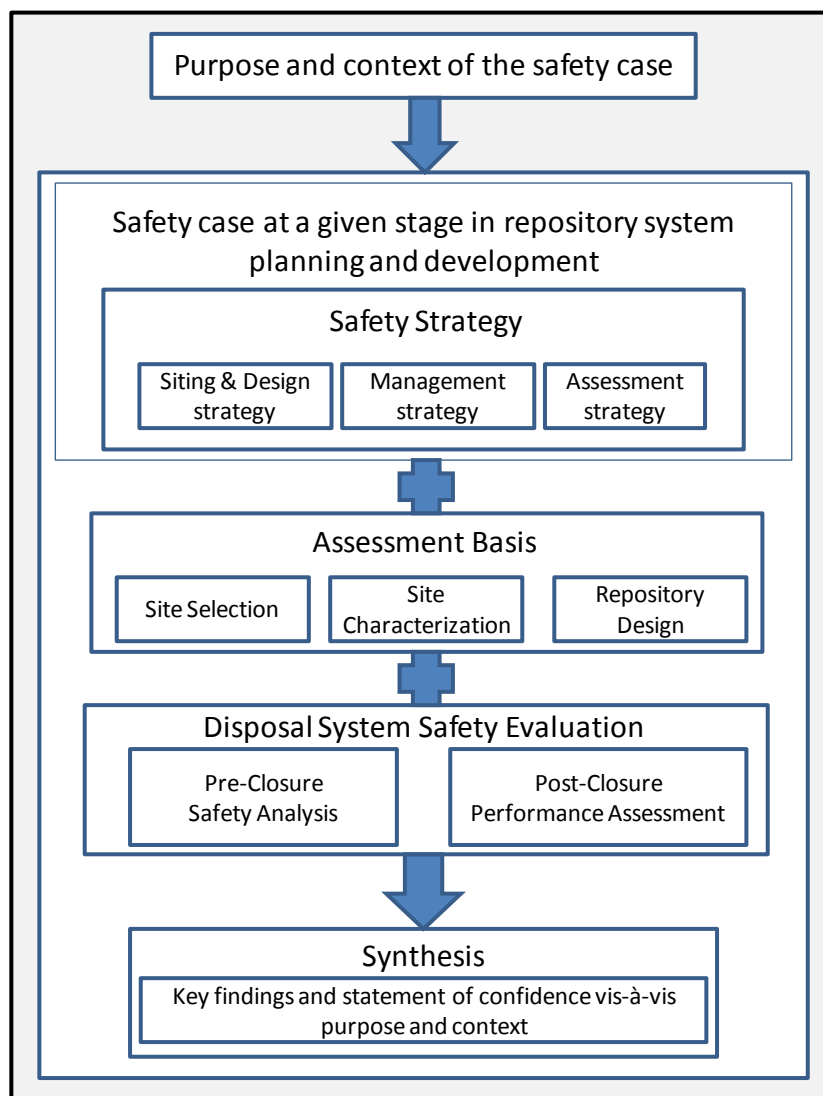 Purpose and context of the safety case
Safety case at a given stage in repository system
planning and development
Safety Strategy
Siting & Design
strategy
Management
strategy
Assessment
strategy
Assessment Basis
Site Selection
Site
Characterization
Repository
Design
Disposal System Safety Evaluation
Pre-Closure
Safety Analysis
Post-Closure
Performance Assessment
Synthesis
Key findings and statement of confidence vis-à-vis
purpose and context